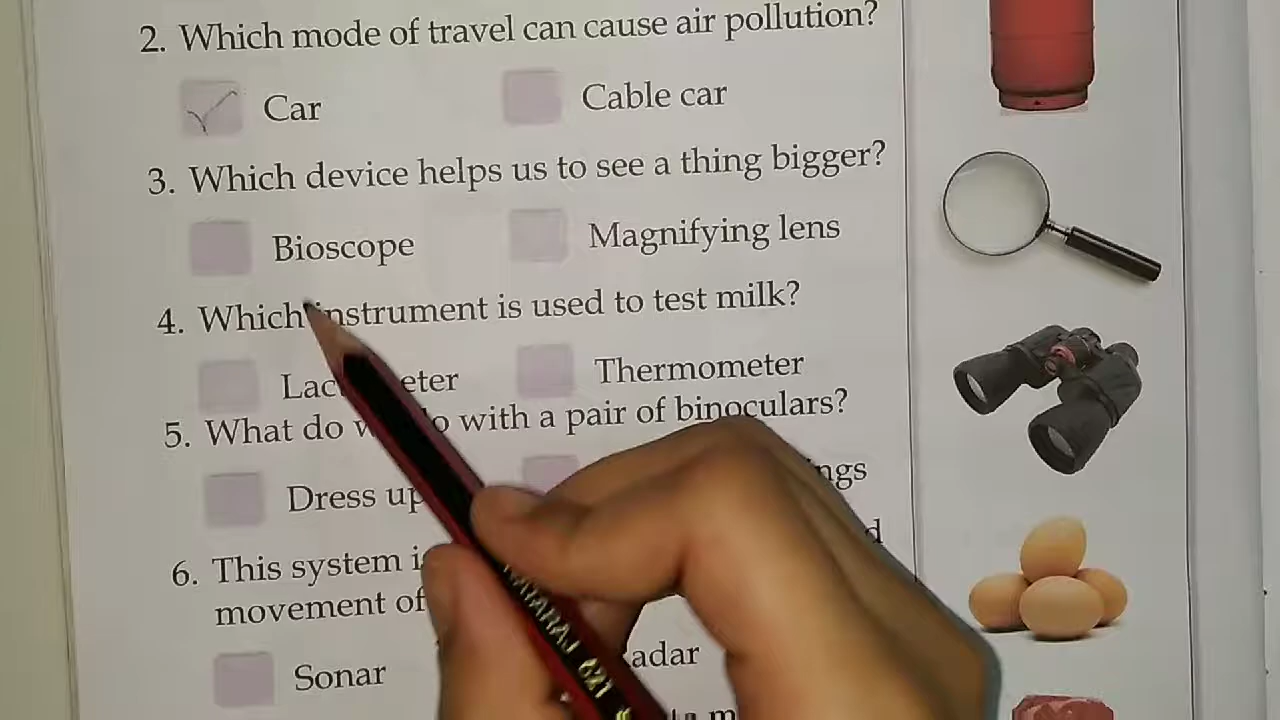 2. Which mode of travel can cause air pollution?
Car Cable car
3. Which device helps us to see a thing bigger?
Bioscope Magnifying lens
4. Which instrument is used to test milk?
Thermometer
5. What do with a pair of binoculars?
Dress up
6. This system
movement of
Sonar
NATARAJ 621